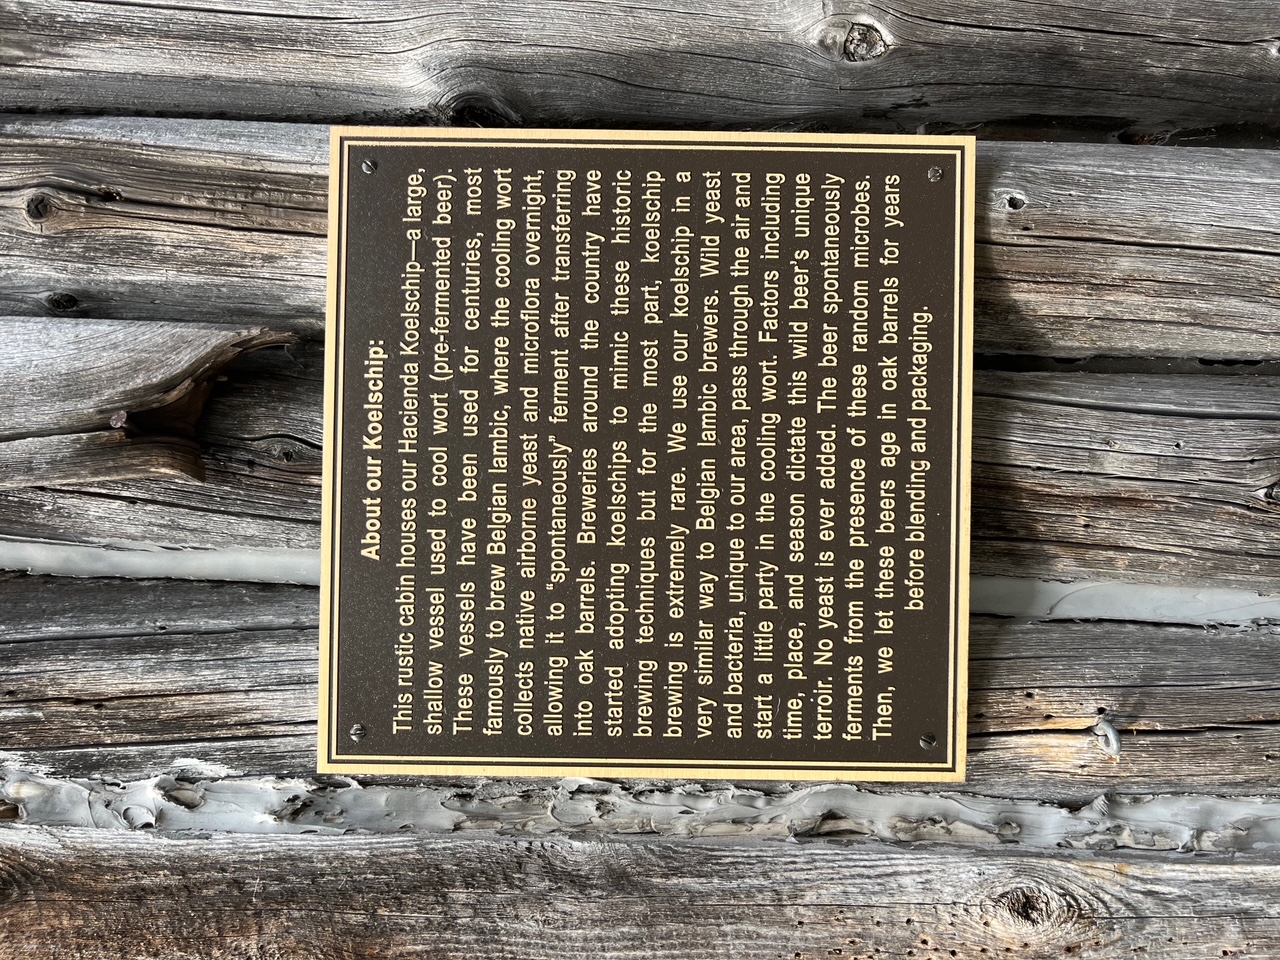 About our Koelschip:
This rustic cabin houses our Hacienda Koelschip—a large,
shallow vessel used to cool wort (pre-fermented beer).
These vessels have been used for centuries, most
famously to brew Belgian lambic, where the cooling wort
collects native airborne yeast and microflora overnight,
allowing it to “spontaneously” ferment after transferring
into oak barrels. Breweries around the country have
started adopting koelschips to mimic these historic
brewing techniques but for the most part, koelschip
brewing is extremely rare. We use our koelschip in a
very similar way to Belgian lambic brewers. Wild yeast
and bacteria, unique to our area, pass through the air and
start a little party in the cooling wort. Factors including
time, place, and season dictate this wild beer's unique
terroir. No yeast is ever added. The beer spontaneously
ferments from the presence of these random microbes.
Then, we let these beers age in oak barrels for years
before blending and packaging.